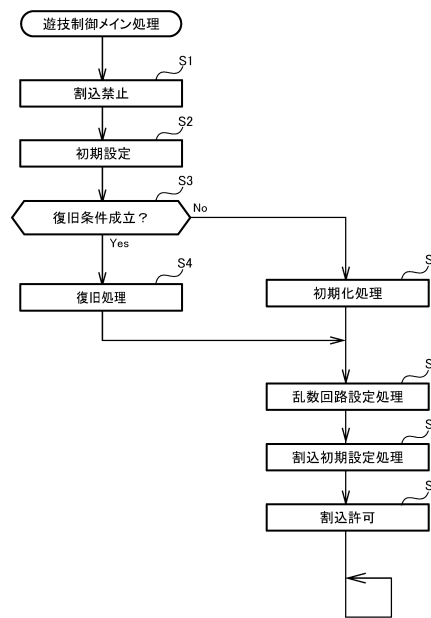 遊技制御メイン処理
S1
割込禁止
S2
初期設定
S3
復旧条件成立？
No
Yes
S4
復旧処理
S
初期化処理
S
乱数回路設定処理
S
割込初期設定処理
S
割込許可